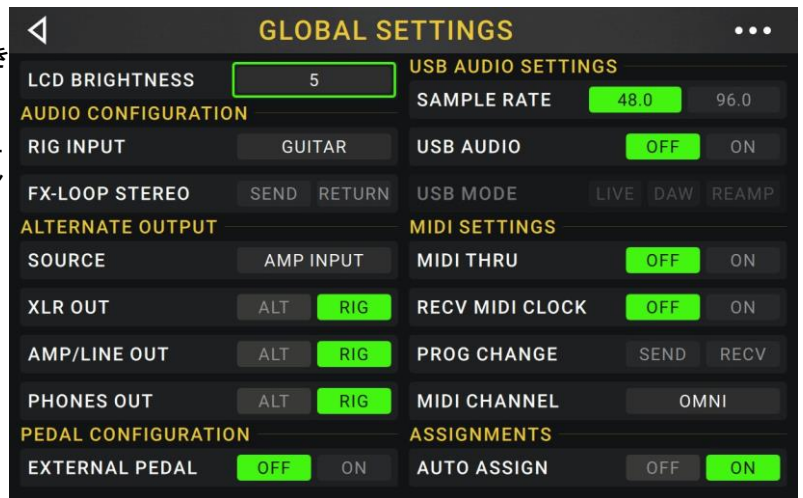 GLOBAL SETTINGS
LCD BRIGHTNESS 5
AUDIO CONFIGURATION
RIG INPUT GUITAR
FX-LOOP STEREO SEND RETURN
ALTERNATE OUTPUT
SOURCE AMP INPUT
XLR OUT ALT RIG
AMP/LINE OUT ALT RIG
PHONES OUT ALT RIG
PEDAL CONFIGURATION
EXTERNAL PEDAL OFF ON
USB AUDIO SETTINGS
SAMPLE RATE 48.0 96.0
USB AUDIO OFF ON
USB MODE LIVE DAW REAMP
MIDI SETTINGS
MIDI THRU OFF ON
RECV MIDI CLOCK OFF ON
PROG CHANGE SEND RECV
MIDI CHANNEL OMNI
ASSIGNMENTS
AUTO ASSIGN OFF ON